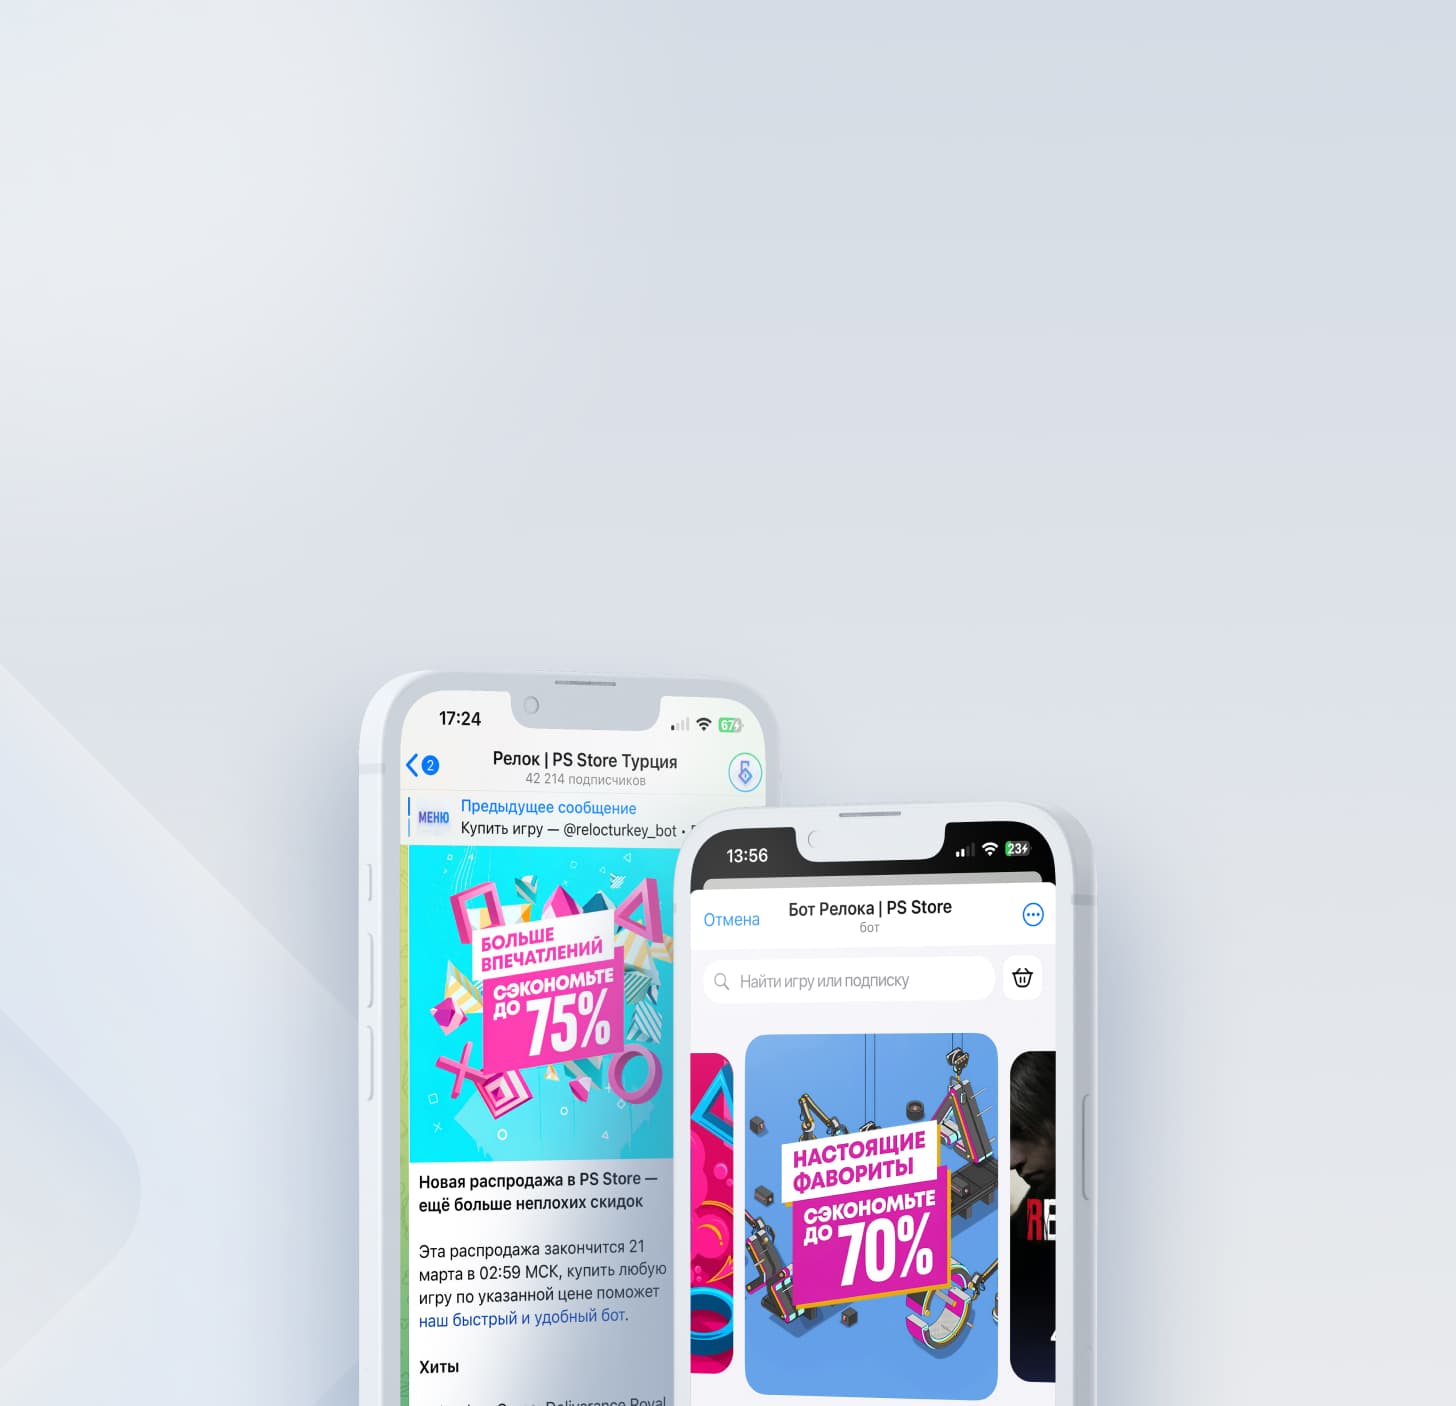 17:24
67
2
Релок | PS Store Турция
42 214 подписчиков
МЕНЮ
Предыдущее сообщение
Купить игру — @relocturkey_bot •
БОЛЬШЕ
ВПЕЧАТЛЕНИЙ
СЭКОНОМЬТЕ
ДО 75%
Новая распродажа в PS Store —
ещё больше неплохих скидок
Эта распродажа закончится 21
марта в 02:59 МСК, купить любую
игру по указанной цене поможет
наш быстрый и удобный бот.
Хиты
Deliverance Royal
13:56
23
Отмена
Бот Релока | PS Store
бот
Найти игру или подписку
НАСТОЯЩИЕ
ФАВОРИТЫ
СЭКОНОМЬТЕ
ДО 70%
RE